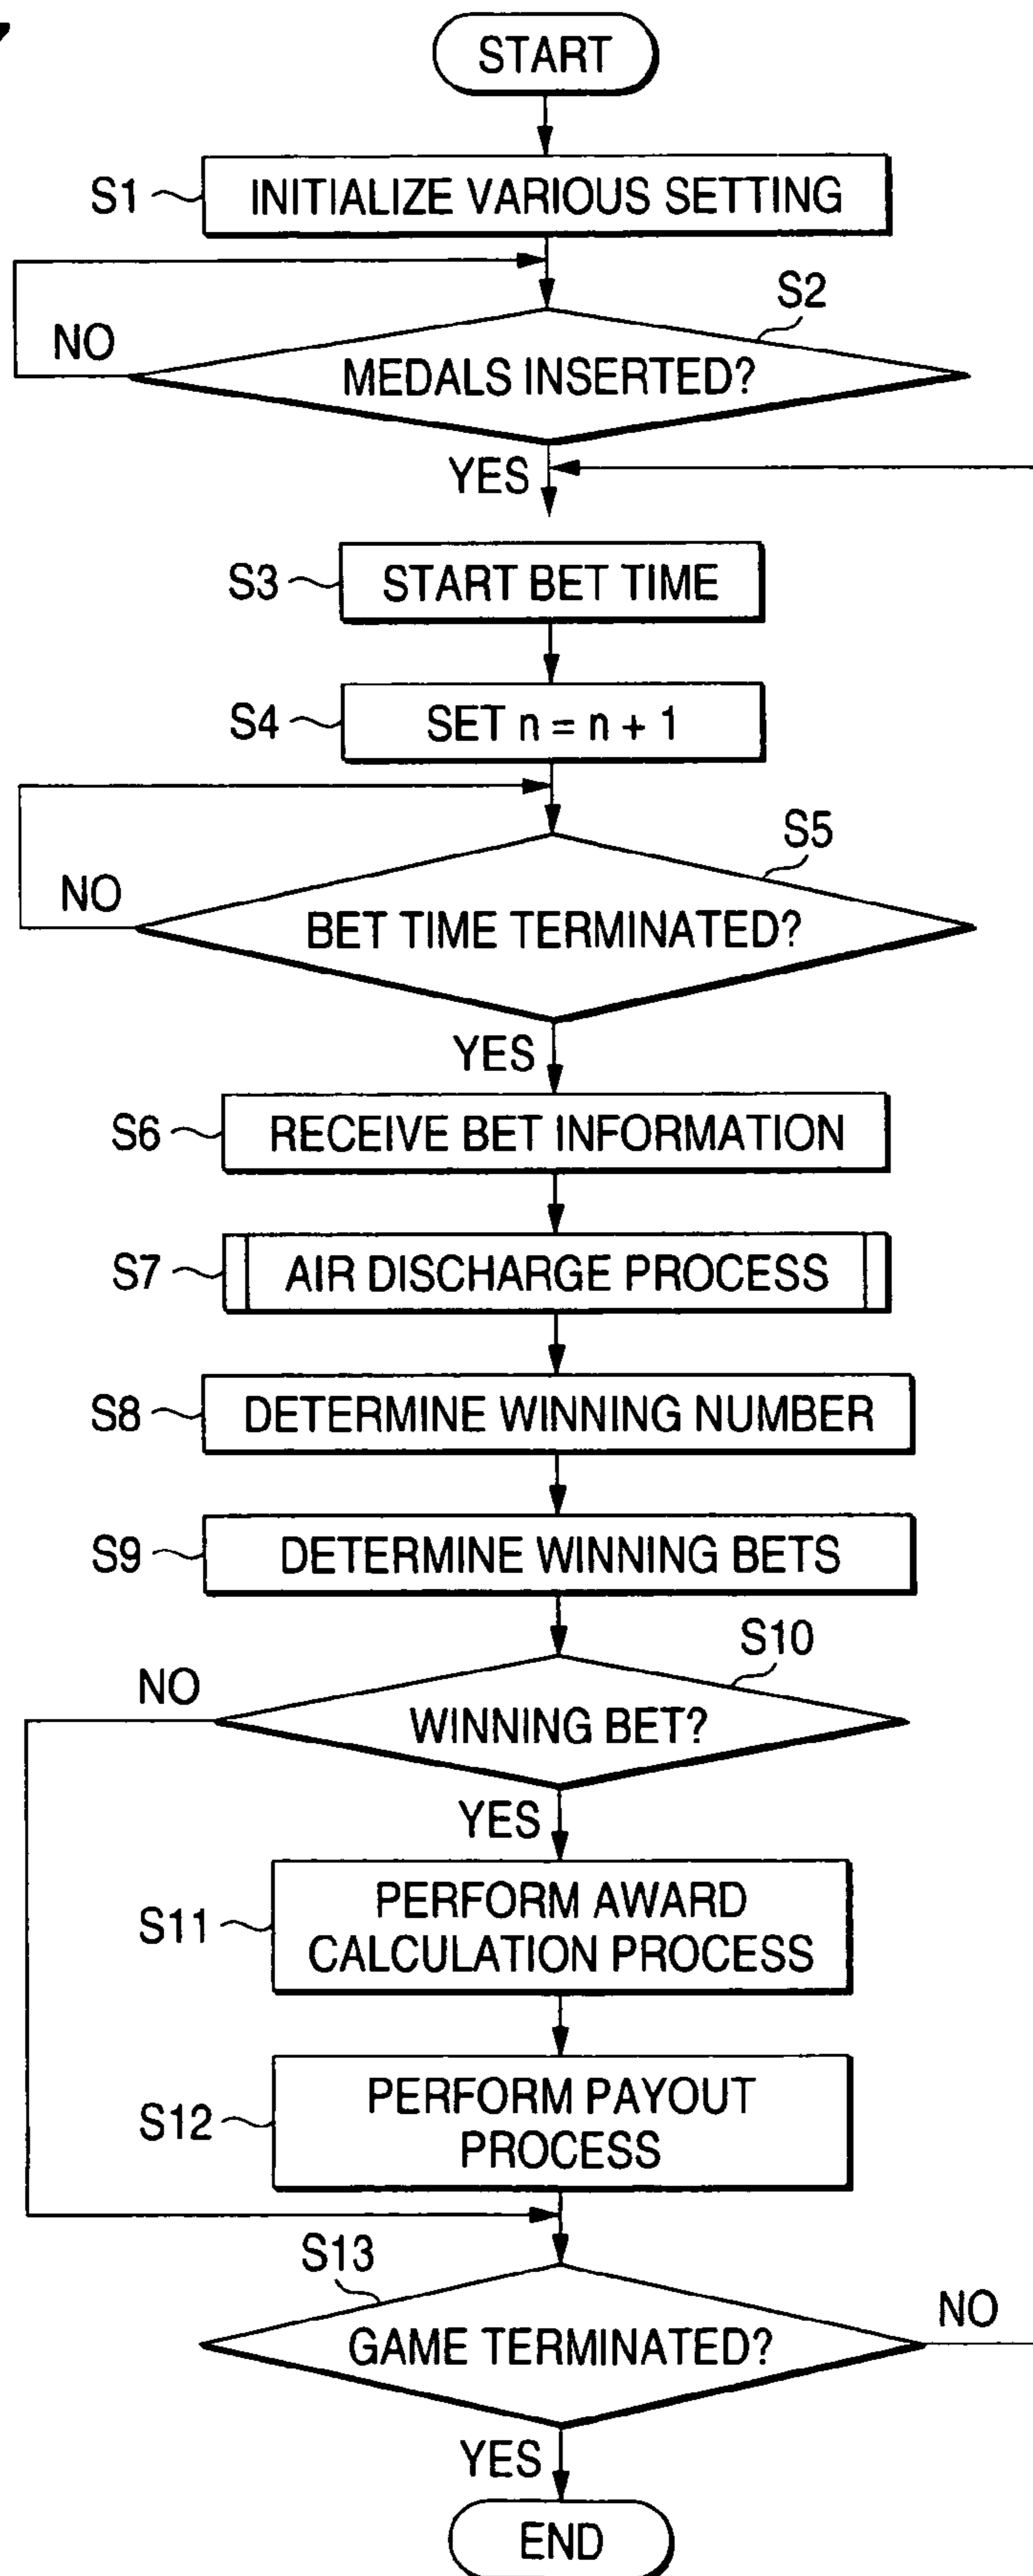 START
S1
INITIALIZE VARIOUS SETTING
S2
NO
MEDALS INSERTED?
YES
S3
START BET TIME
S4
SET n = n + 1
S5
NO
BET TIME TERMINATED?
YES
S6
RECEIVE BET INFORMATION
S7
AIR DISCHARGE PROCESS
S8
DETERMINE WINNING NUMBER
S9
DETERMINE WINNING BETS
S10
NO
WINNING BET?
YES
S11
PERFORM AWARD
CALCULATION PROCESS
S12
PERFORM PAYOUT
PROCESS
S13
NO
GAME TERMINATED?
YES
END